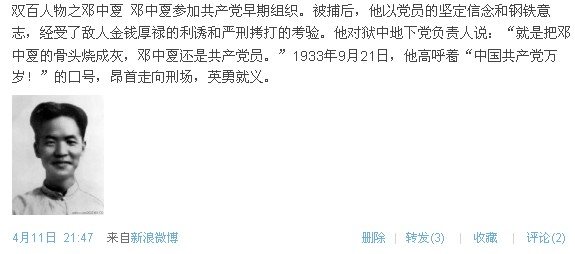 双百人物之邓中夏 邓中夏参加共产党早期组织。被捕后，他以党员的坚定信念和钢铁意
志，经受了敌人金钱厚禄的利诱和严刑拷打的考验。他对狱中地下党负责人说：“就是把邓
中夏的骨头烧成灰，邓中夏还是共产党员。”1933年9月21日，他高呼着“中国共产党万
岁！”的口号，昂首走向刑场，英勇就义。
4月11日 21:47 来自新浪微博 删除 | 转发(3) | 收藏 | 评论(2)